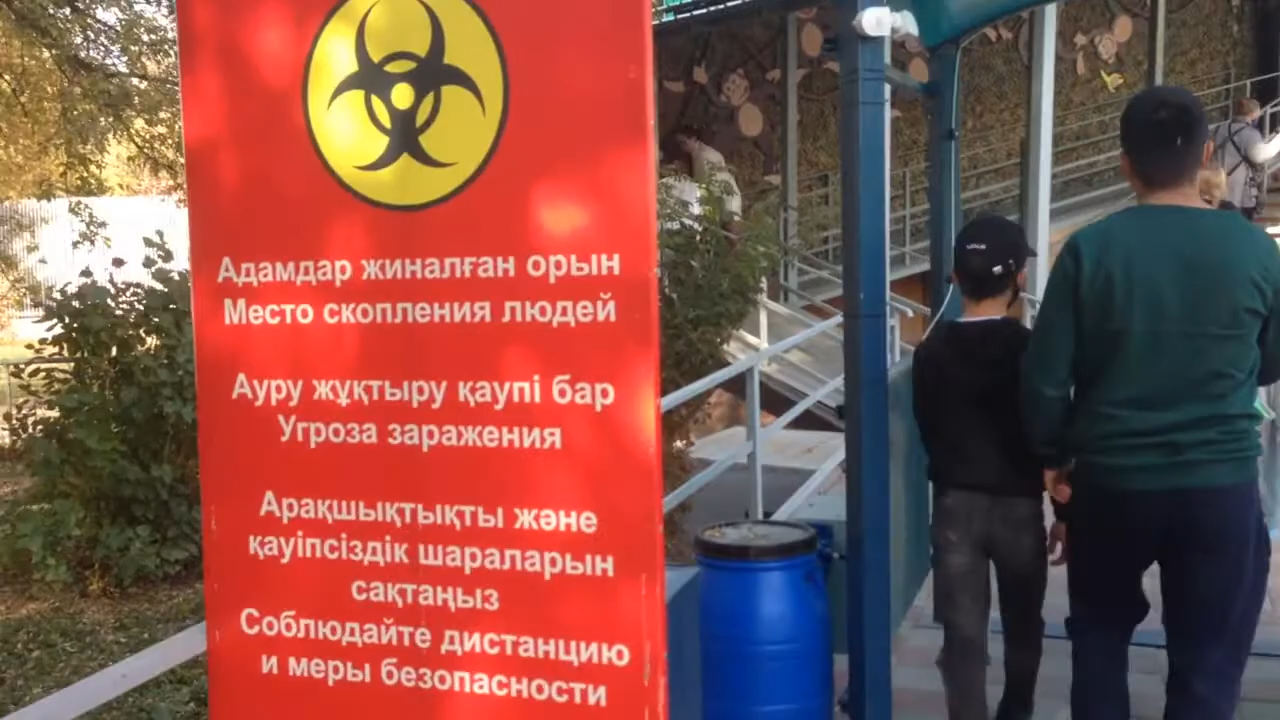 Адамдар жиналған орын
Место скопления людей
Ауру жұқтыру қаупі бар
Угроза заражения
Арақшықтықты және
қауіпсіздік шараларын
сақтаңыз
Соблюдайте дистанцию
и меры безопасности